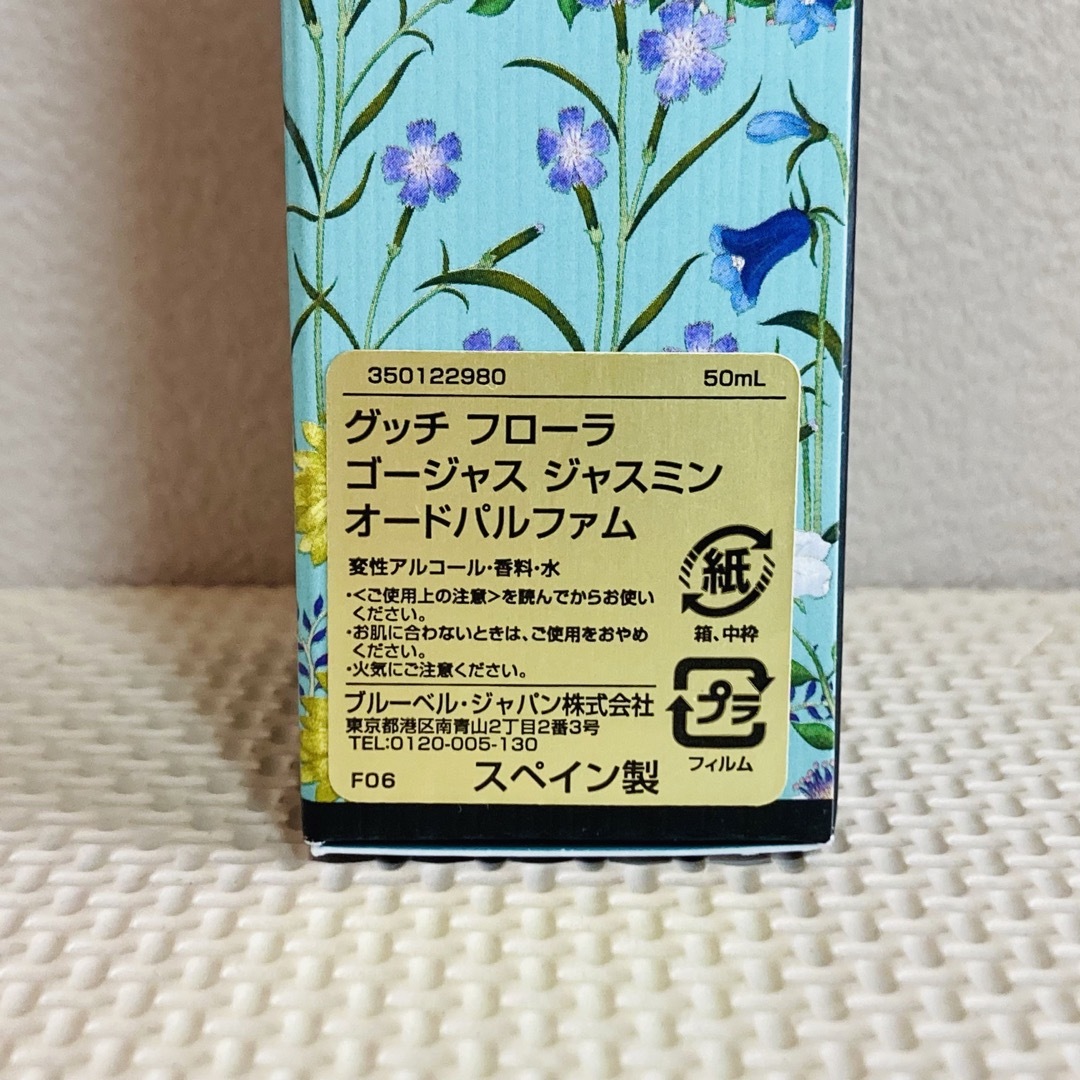 350122980 50mL
グッチ フローラ
ゴージャス ジャスミン
オードパルファム
変性アルコール・香料・水
・<ご使用上の注意>を読んでからお使い
ください。
・お肌に合わないときは、ご使用をおやめ
ください。
・火気にご注意ください。
紙
箱、中枠
プラ
フィルム
ブルーベル・ジャパン株式会社
東京都港区南青山2丁目2番3号
TEL:0120-005-130
F06 スペイン製